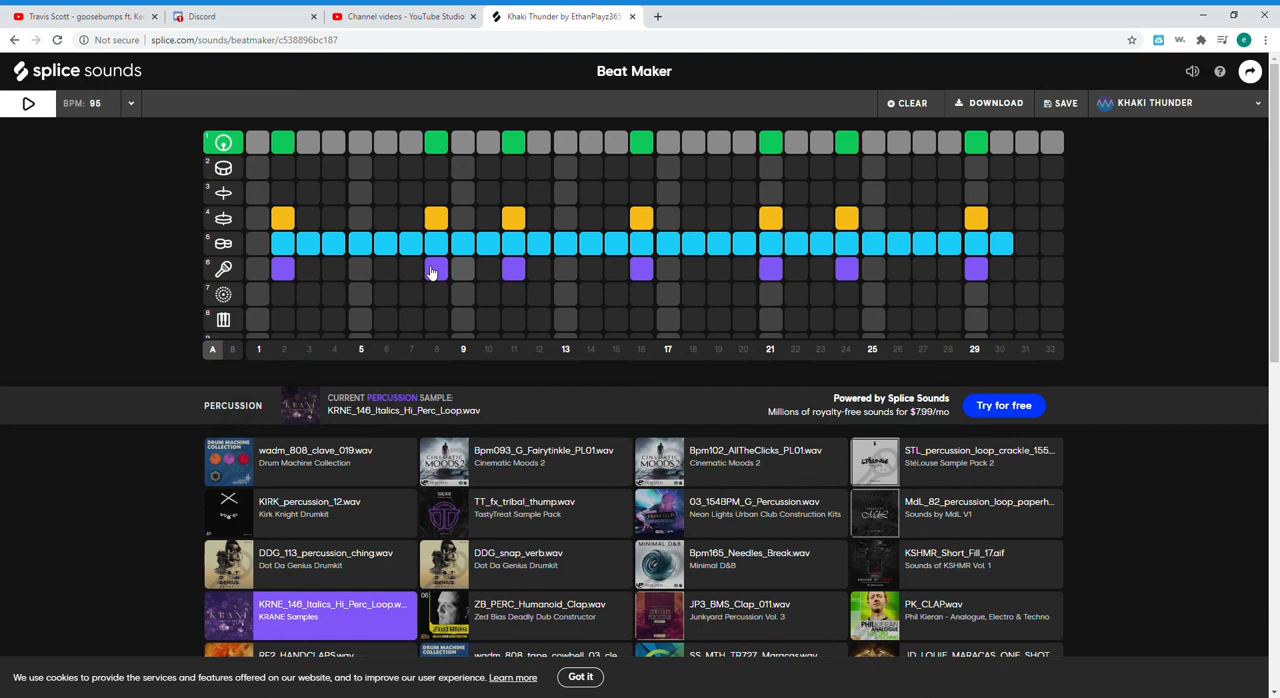 Travis Scott - goosebumps ft. Ke
Discord
Channel videos - YouTube Studio
Khaki Thunder by EthanPlayz365
Not secure | splice.com/sounds/beatmaker/c538896bc187
w.
e
splice sounds
Beat Maker
BPM: 95
CLEAR
DOWNLOAD
SAVE
KHAKI THUNDER
1
2
3
4
5
6
7
8
A B 1 2 3 4 5 6 7 8 9 10 11 12 13 14 15 16 17 18 19 20 21 22 23 24 25 26 27 28 29 30 31 32
PERCUSSION
CURRENT PERCUSSION SAMPLE:
KRNE_146_Italics_Hi_Perc_Loop.wav
Powered by Splice Sounds
Millions of royalty-free sounds for $7.99/mo
Try for free
wadm_808_clave_019.wav
Drum Machine Collection
Bpm093_G_Fairytinkle_PL01.wav
Cinematic Moods 2
Bpm102_AllTheClicks_PL01.wav
Cinematic Moods 2
STL_percussion_loop_crackle_155...
StéLouse Sample Pack 2
KIRK_percussion_12.wav
Kirk Knight Drumkit
TT_fx_tribal_thump.wav
TastyTreat Sample Pack
03_154BPM_G_Percussion.wav
Neon Lights Urban Club Construction Kits
MdL_82_percussion_loop_paperh...
Sounds by MdL V1
DDG_113_percussion_ching.wav
Dot Da Genius Drumkit
DDG_snap_verb.wav
Dot Da Genius Drumkit
Bpm165_Needles_Break.wav
Minimal D&B
KSHMR_Short_Fill_17.aif
Sounds of KSHMR Vol. 1
KRNE_146_Italics_Hi_Perc_Loop.w...
KRANE Samples
ZB_PERC_Humanoid_Clap.wav
Zed Bias Deadly Dub Constructor
JP3_BMS_Clap_011.wav
Junkyard Percussion Vol. 3
PK_CLAP.wav
Phil Kieran - Analogue, Electro & Techno
We use cookies to provide the services and features offered on our website, and to improve our user experience. Learn more
Got it